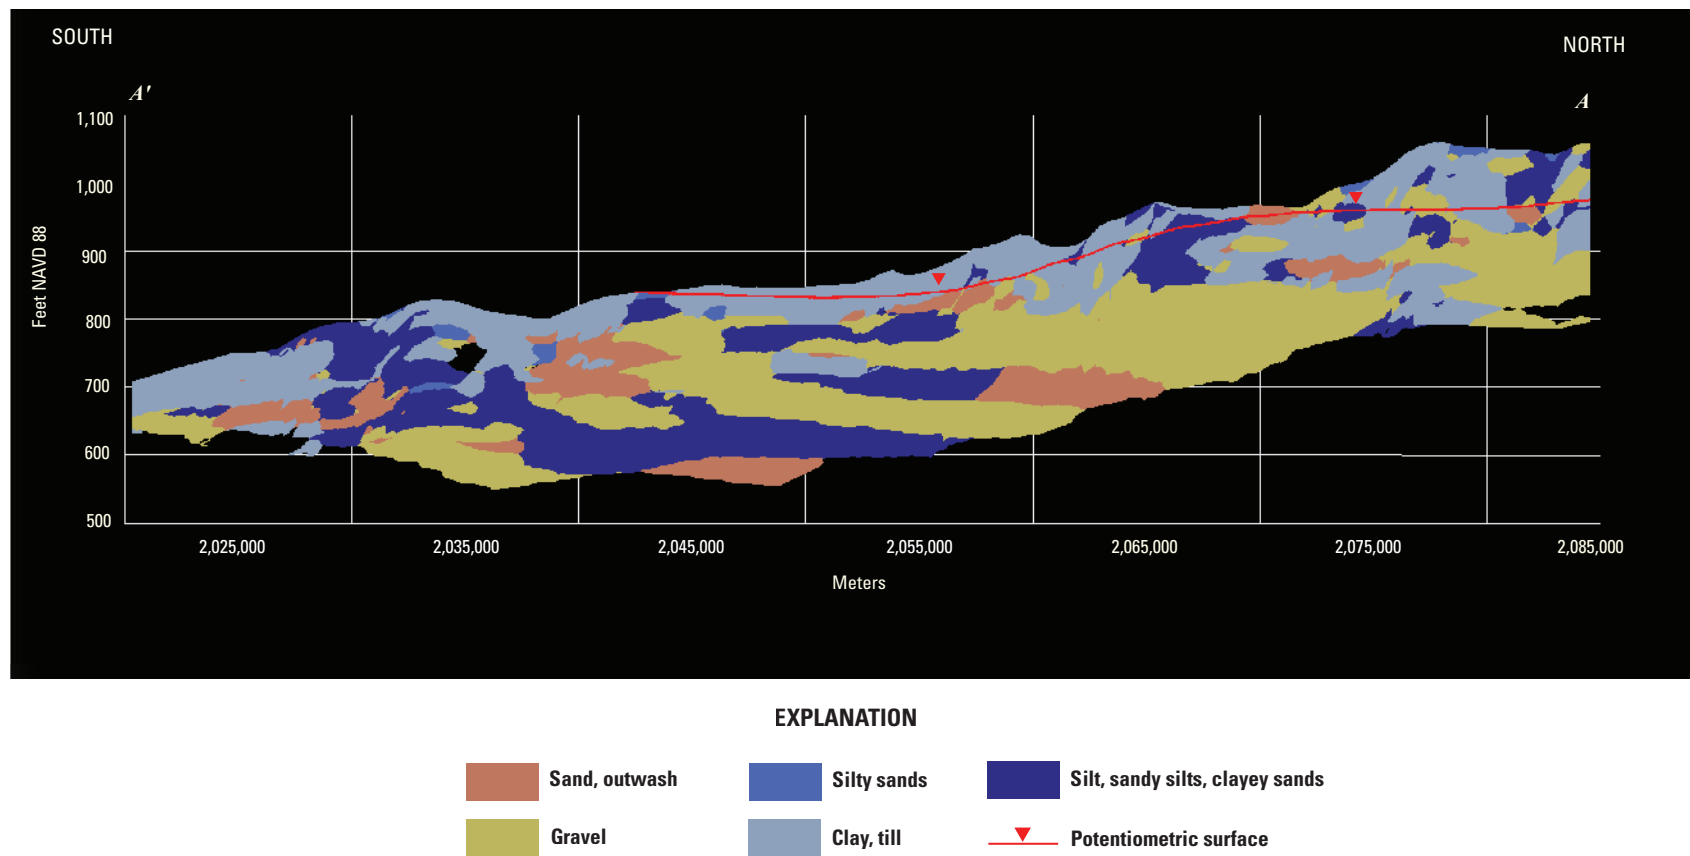 SOUTH
NORTH
A'
A
1,100
1,000
900
800
700
600
500
Feet NAVD 88
2,025,000 2,035,000 2,045,000 2,055,000 2,065,000 2,075,000 2,085,000
Meters
EXPLANATION
Sand, outwash
Silty sands
Silt, sandy silts, clayey sands
Gravel
Clay, till
Potentiometric surface